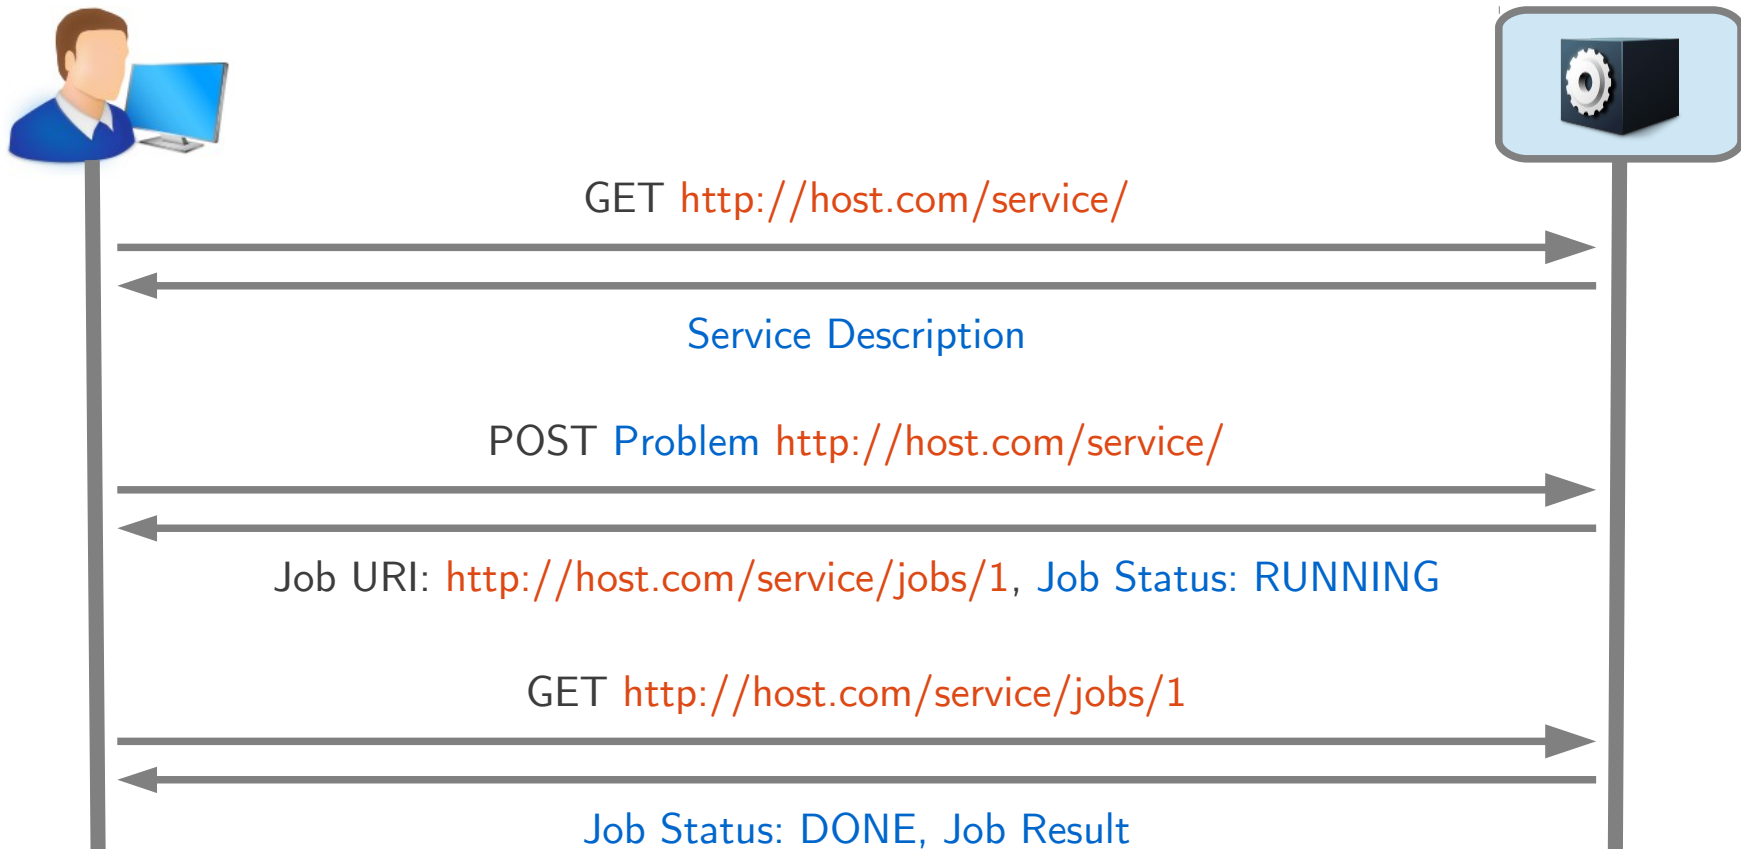 GET http://host.com/service/
Service Description
POST Problem http://host.com/service/
Job URI: http://host.com/service/jobs/1, Job Status: RUNNING
GET http://host.com/service/jobs/1
Job Status: DONE, Job Result